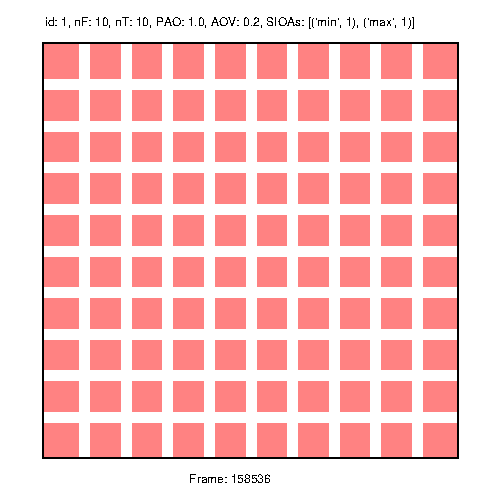 id: 1, nF: 10, nT: 10, PAO: 1.0, AOV: 0.2, SIOAs: [('min', 1), ('max', 1)]
Frame: 158536